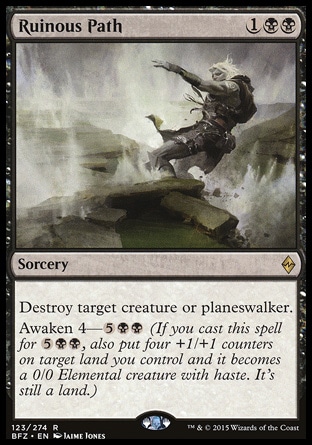 Ruinous Path 1
Sorcery
Destroy target creature or planeswalker.
Awaken 4—5 (If you cast this spell
for 5, also put four +1/+1 counters
on target land you control and it becomes
a 0/0 Elemental creature with haste. It's
still a land.)
123/274 R
BFZ • EN Jaime Jones
™ & © 2015 Wizards of the Coast